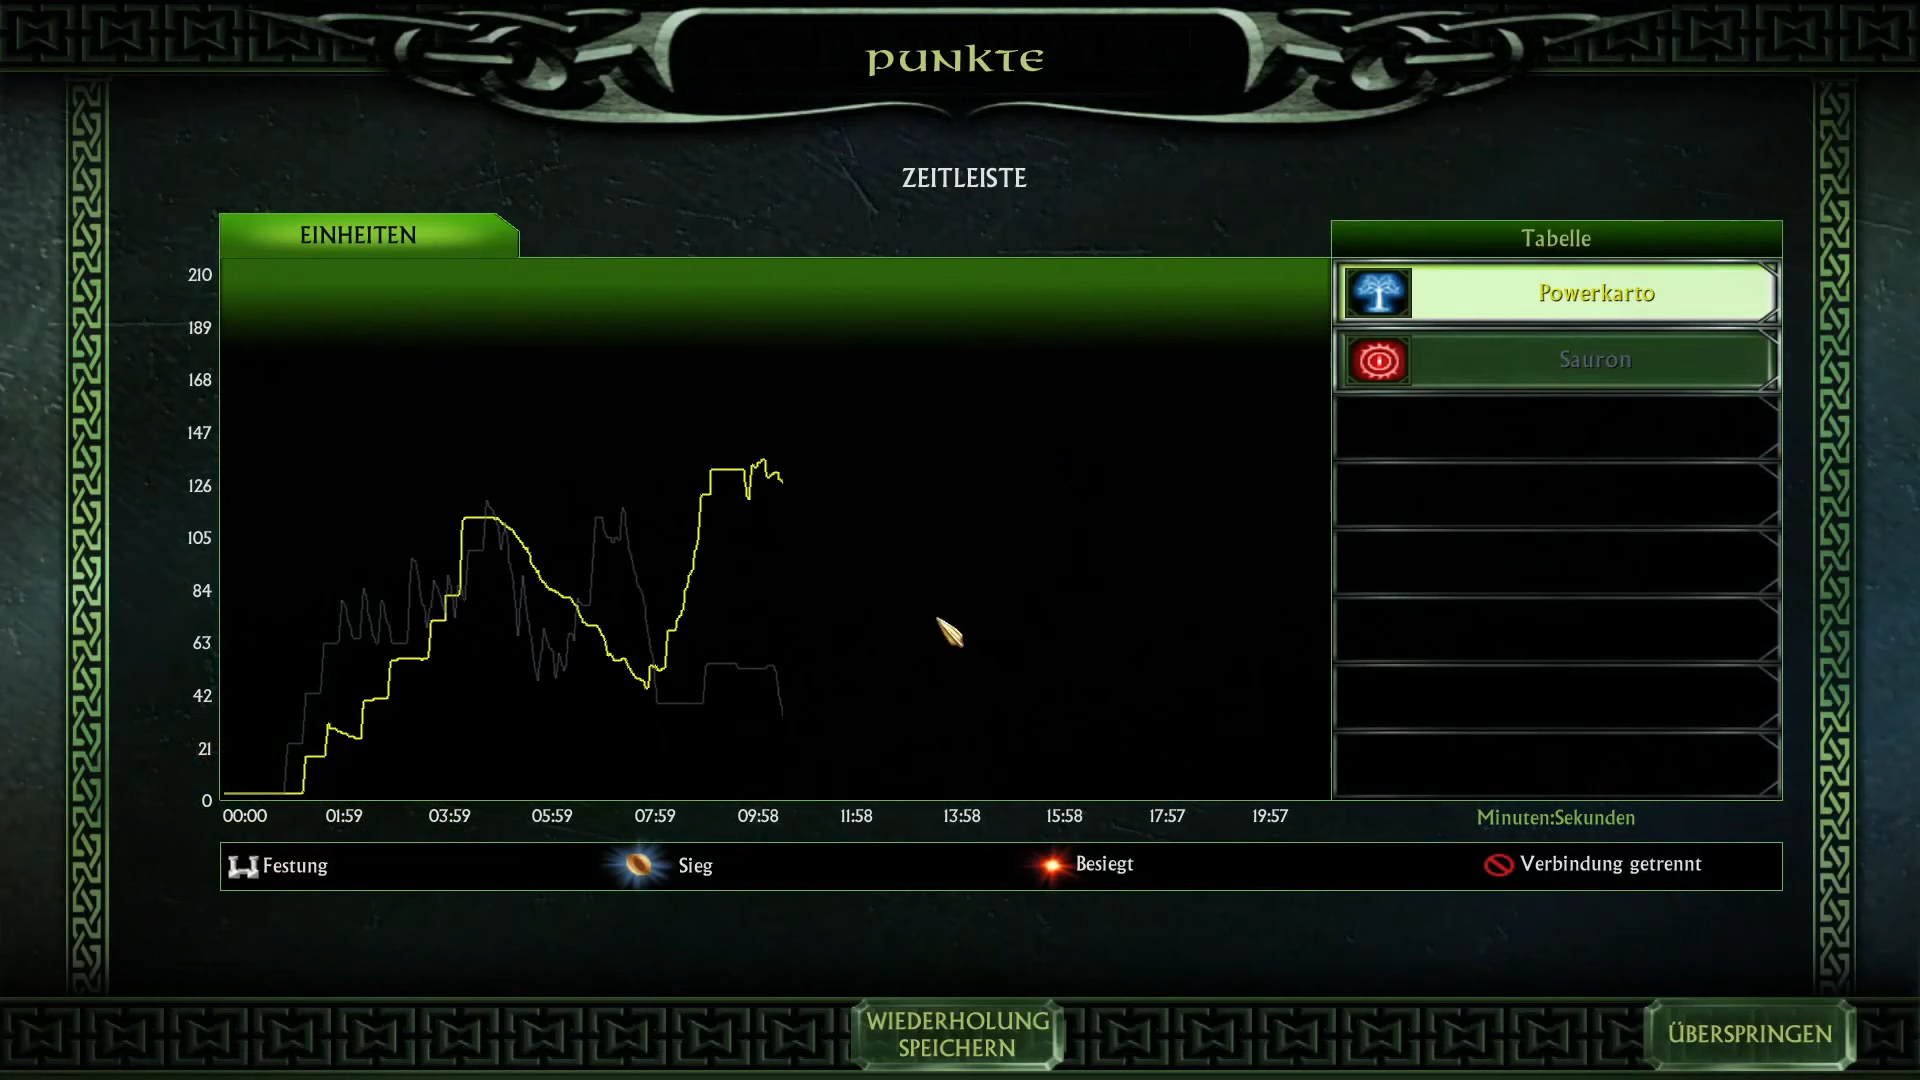 PUNKTE
ZEITLEISTE
EINHEITEN
Tabelle
Powerkarto
Sauron
210
189
168
147
126
105
84
63
42
21
0
00:00 01:59 03:59 05:59 07:59 09:58 11:58 13:58 15:58 17:57 19:57
Minuten:Sekunden
Festung Sieg Besiegt Verbindung getrennt
WIEDERHOLUNG
SPEICHERN
ÜBERSPRINGEN